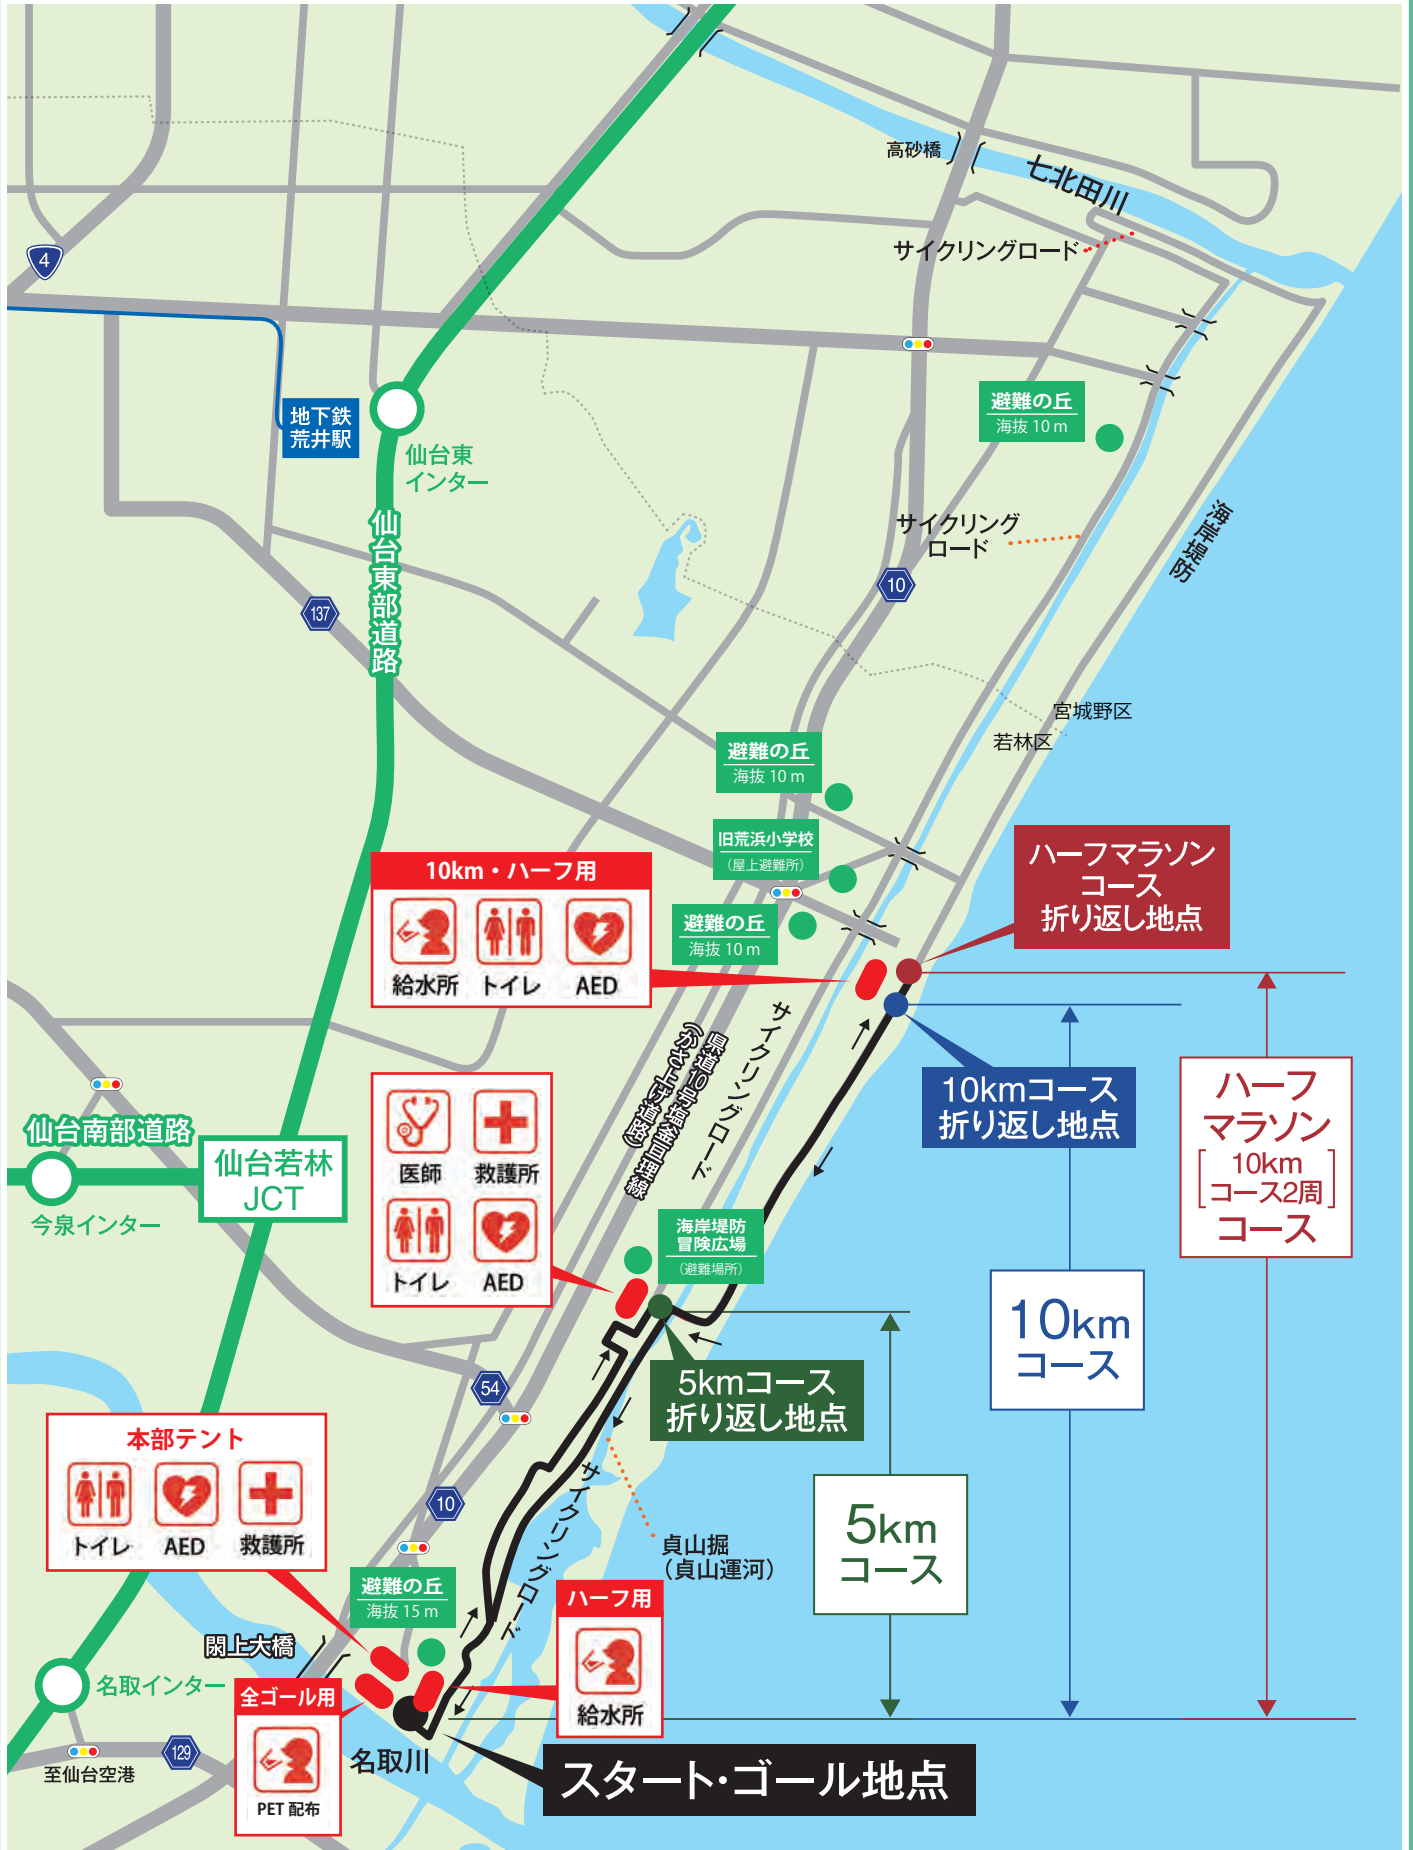 高砂橋
七北田川
サイクリングロード
4
地下鉄
荒井駅
仙台東
インター
避難の丘
海抜 10 m
仙台東部道路
サイクリング
ロード
海岸堤防
10
137
宮城野区
若林区
避難の丘
海抜 10 m
旧荒浜小学校
（屋上避難所）
避難の丘
海抜 10 m
10km・ハーフ用
給水所
トイレ
AED
ハーフマラソン
コース
折り返し地点
サイクリングロード
県道10号塩釜亘理線
（かさ上げ道路）
10kmコース
折り返し地点
ハーフ
マラソン
10km
コース2周
コース
医師
救護所
トイレ
AED
仙台南部道路
仙台若林
JCT
今泉インター
海岸堤防
冒険広場
（避難場所）
10km
コース
5kmコース
折り返し地点
54
本部テント
トイレ
AED
救護所
サイクリングロード
10
5km
コース
貞山掘
（貞山運河）
避難の丘
海抜 15 m
ハーフ用
給水所
閖上大橋
名取インター
全ゴール用
PET 配布
129
至仙台空港
名取川
スタート・ゴール地点